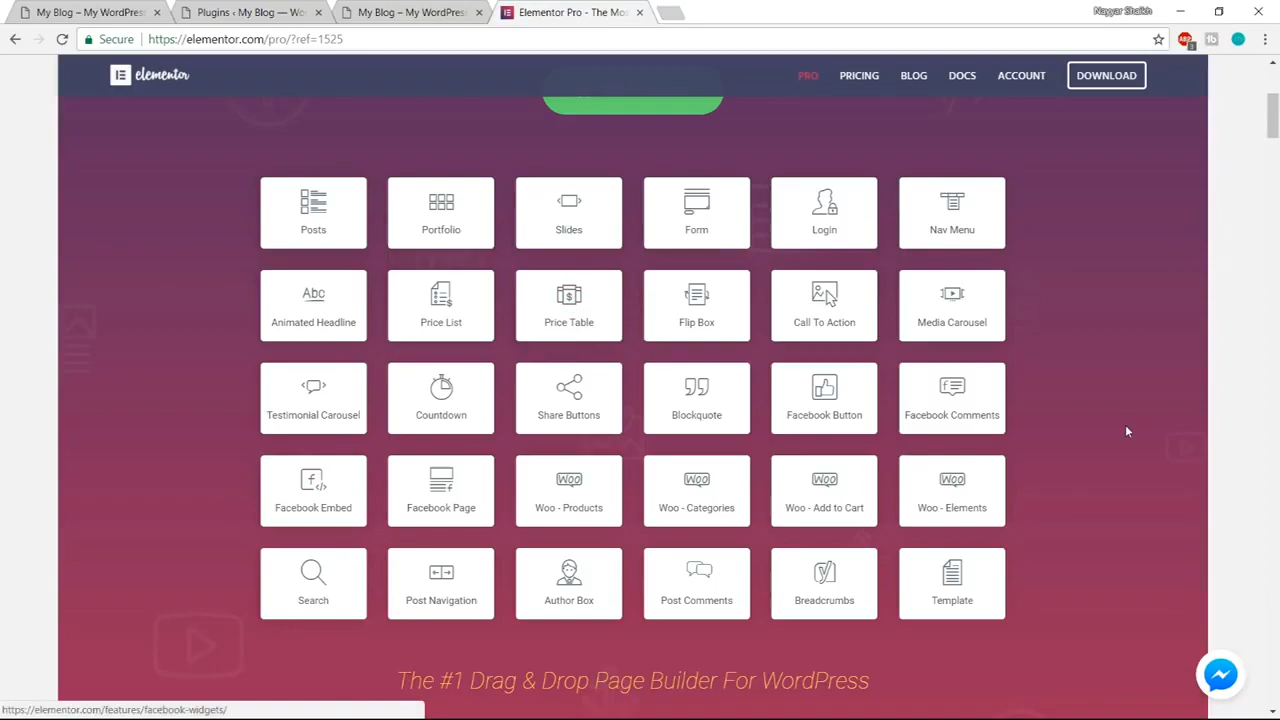 My Blog – My WordPress
Plugins ‹ My Blog — Wo
My Blog – My WordPress
Elementor Pro - The Mos
Nayyar Shaikh
Secure
https://elementor.com/pro/?ref=1525
elementor
PRO
PRICING
BLOG
DOCS
ACCOUNT
DOWNLOAD
Posts
Portfolio
Slides
Form
Login
Nav Menu
Abc
Animated Headline
Price List
Price Table
Flip Box
Call To Action
Media Carousel
Testimonial Carousel
Countdown
Share Buttons
Blockquote
Facebook Button
Facebook Comments
Facebook Embed
Facebook Page
Woo
Woo - Products
Woo
Woo - Categories
Woo
Woo - Add to Cart
Woo
Woo - Elements
Search
Post Navigation
Author Box
Post Comments
Breadcrumbs
Template
The #1 Drag & Drop Page Builder For WordPress
https://elementor.com/features/facebook-widgets/